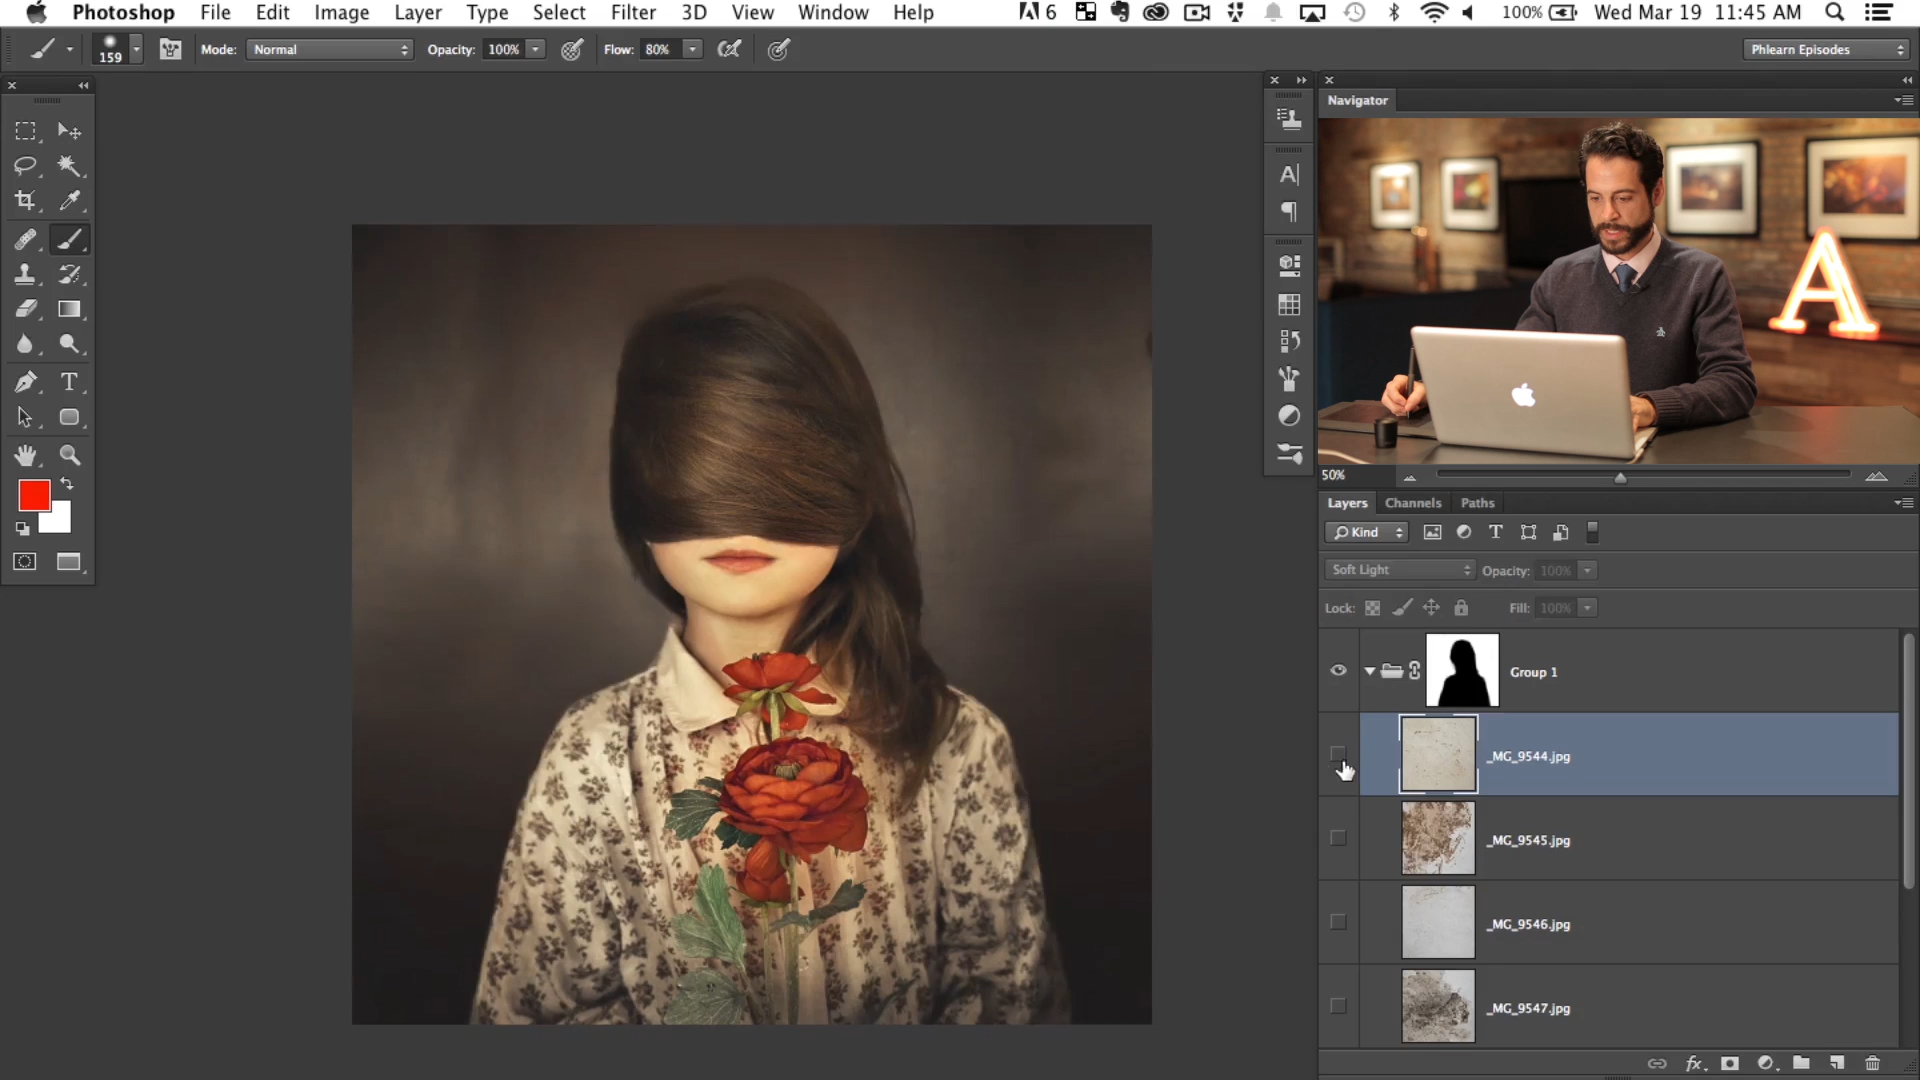 Photoshop File Edit Image Layer Type Select Filter 3D View Window Help 6 100% Wed Mar 19 11:45 AM
159 Mode: Normal Opacity: 100% Flow: 80% Phlearn Episodes
Navigator
A
50%
Layers Channels Paths
Kind
Soft Light Opacity: 100%
Lock: Fill: 100%
Group 1
_MG_9544.jpg
_MG_9545.jpg
_MG_9546.jpg
_MG_9547.jpg
fx